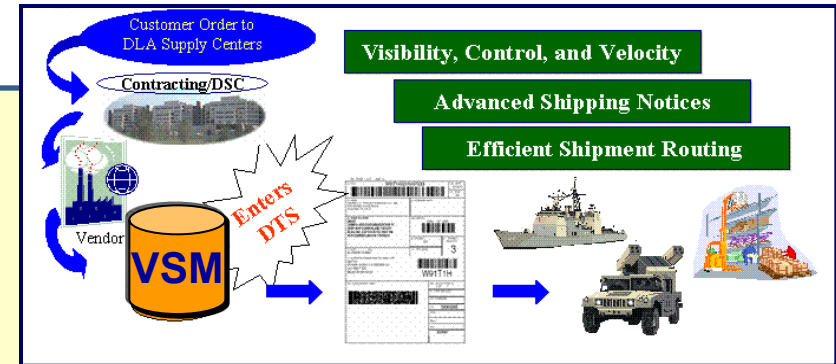 Customer Order to
DLA Supply Centers
Visibility, Control, and Velocity
Contracting/DSC
Advanced Shipping Notices
Efficient Shipment Routing
Vendor
Enters
DTS
VSM
3
W91T1H